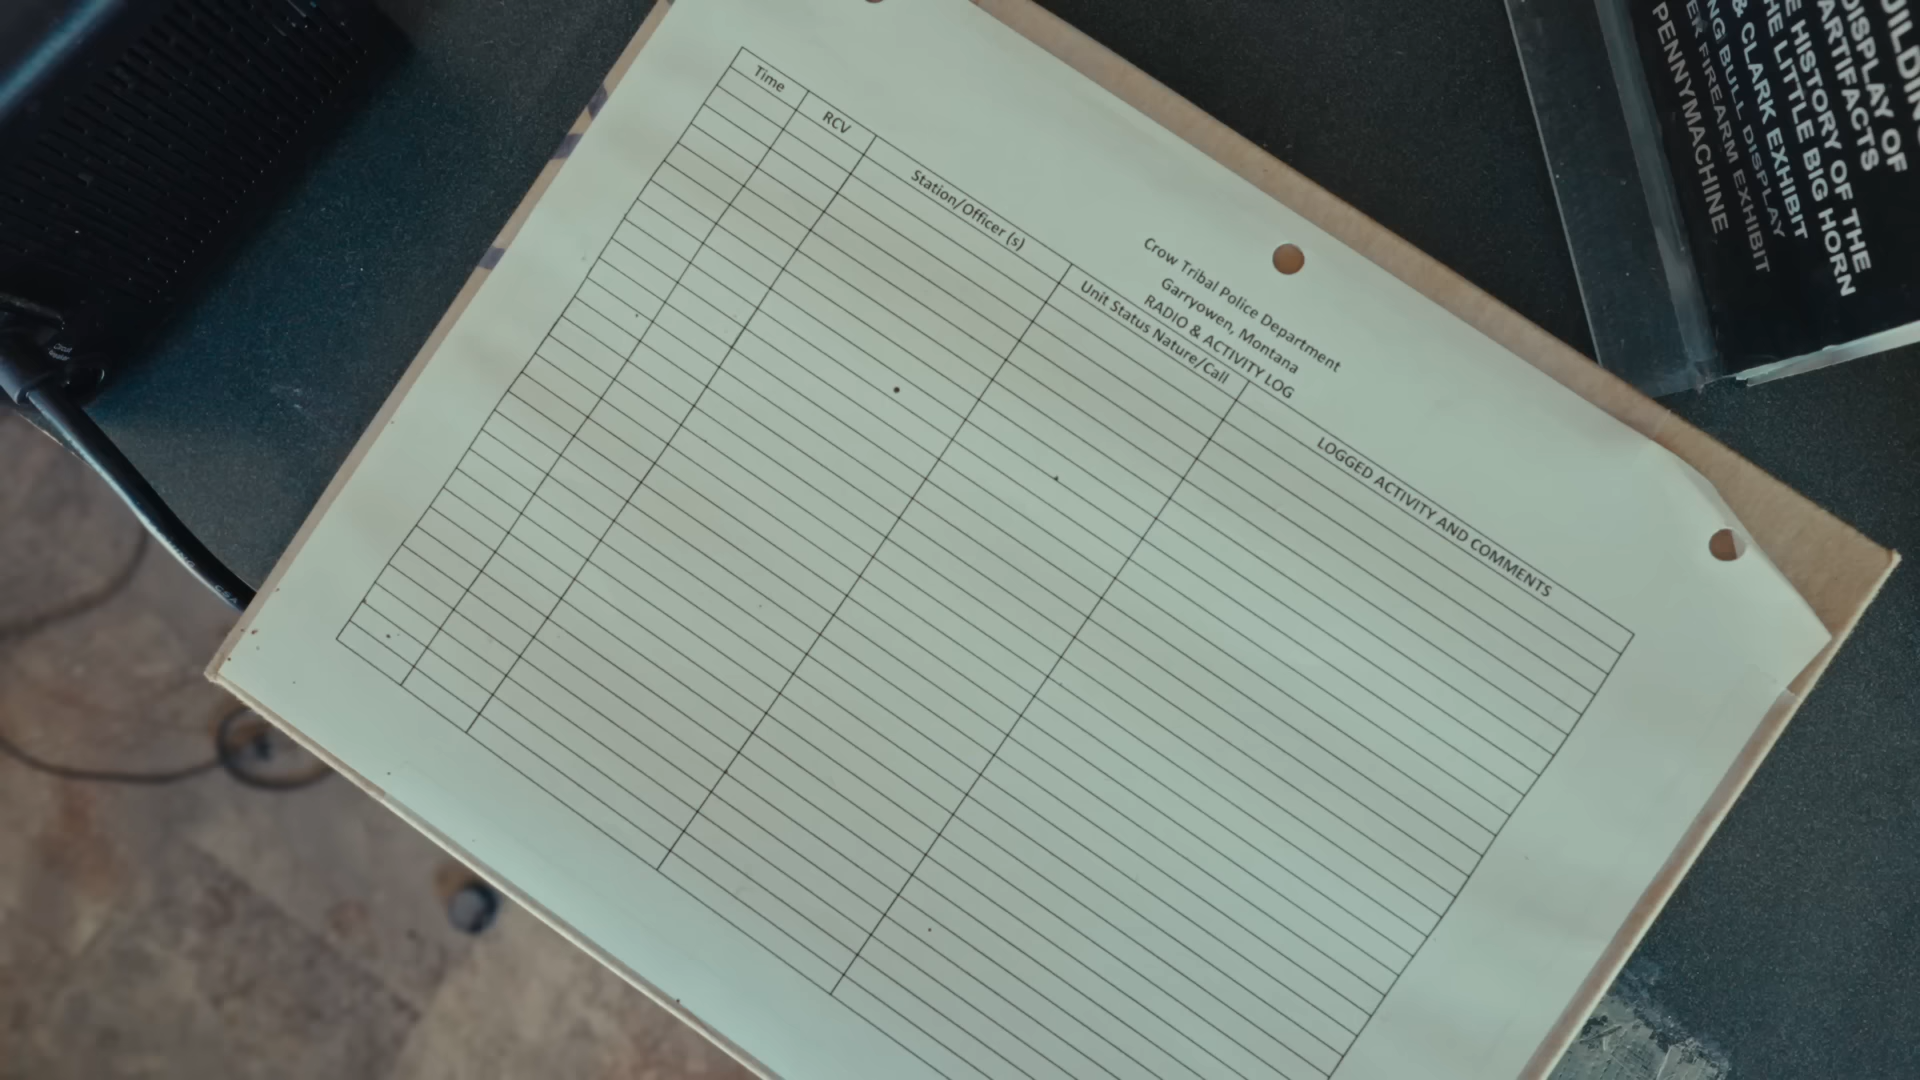 Crow Tribal Police Department
Garryowen, Montana
RADIO & ACTIVITY LOG
Time
RCV
Station/Officer (s)
Unit Status Nature/Call
LOGGED ACTIVITY AND COMMENTS
DISPLAY OF
ARTIFACTS
HISTORY OF THE
THE LITTLE BIG HORN
& CLARK EXHIBIT
BULL DISPLAY
FIREARM EXHIBIT
PENNYMACHINE